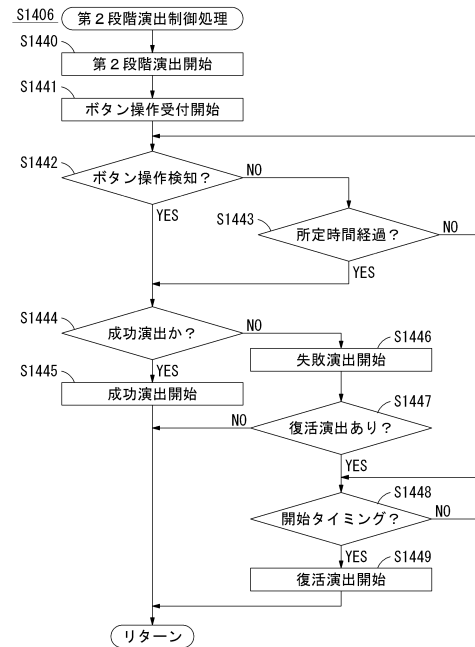 S1406
第２段階演出制御処理
S1440
第２段階演出開始
S1441
ボタン操作受付開始
S1442
ボタン操作検知？
NO
YES
S1443
所定時間経過？
NO
YES
S1444
成功演出か？
NO
YES
S1445
成功演出開始
S1446
失敗演出開始
S1447
復活演出あり？
NO
YES
S1448
開始タイミング？
NO
YES
S1449
復活演出開始
リターン